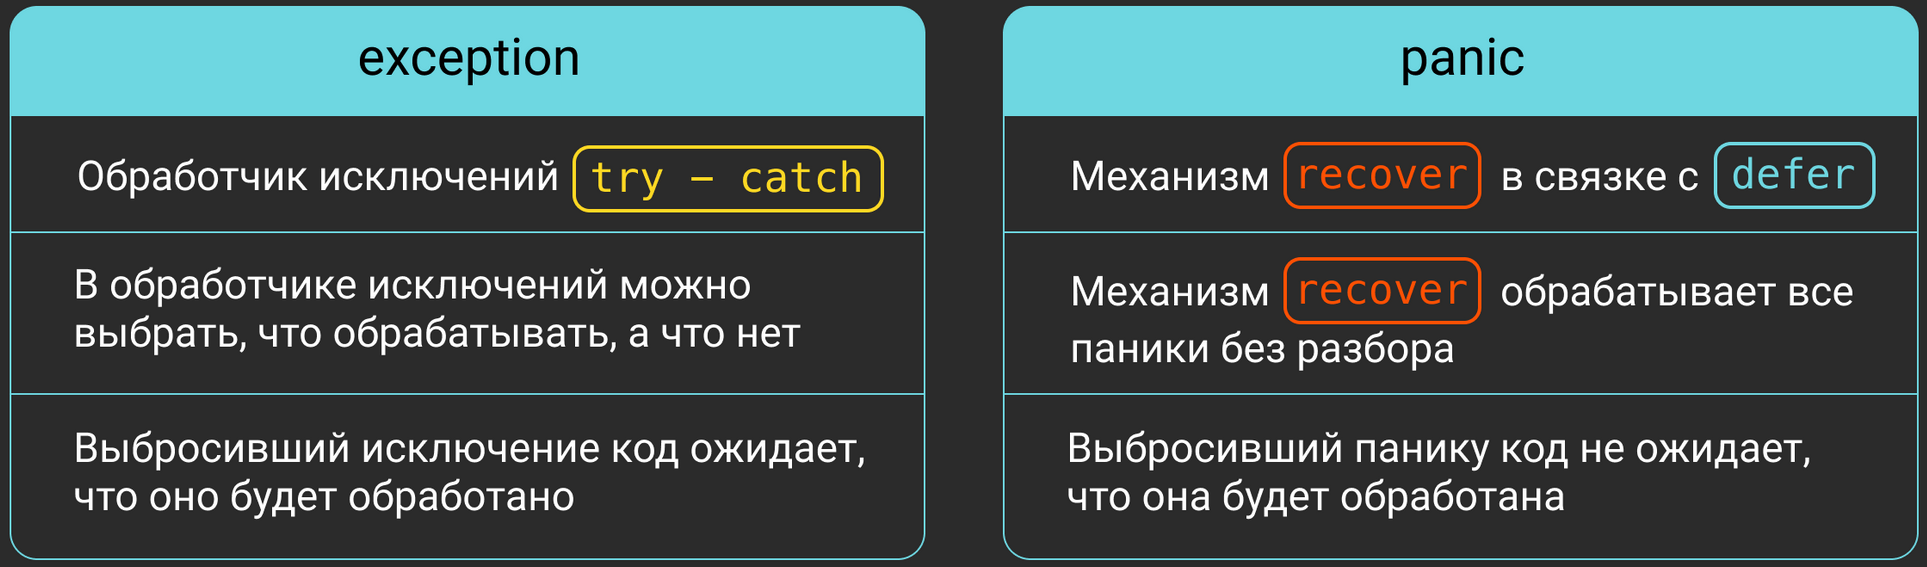 exception
Обработчик исключений try – catch
В обработчике исключений можно
выбрать, что обрабатывать, а что нет
Выбросивший исключение код ожидает,
что оно будет обработано
panic
Механизм recover в связке с defer
Механизм recover обрабатывает все
паники без разбора
Выбросивший панику код не ожидает,
что она будет обработана